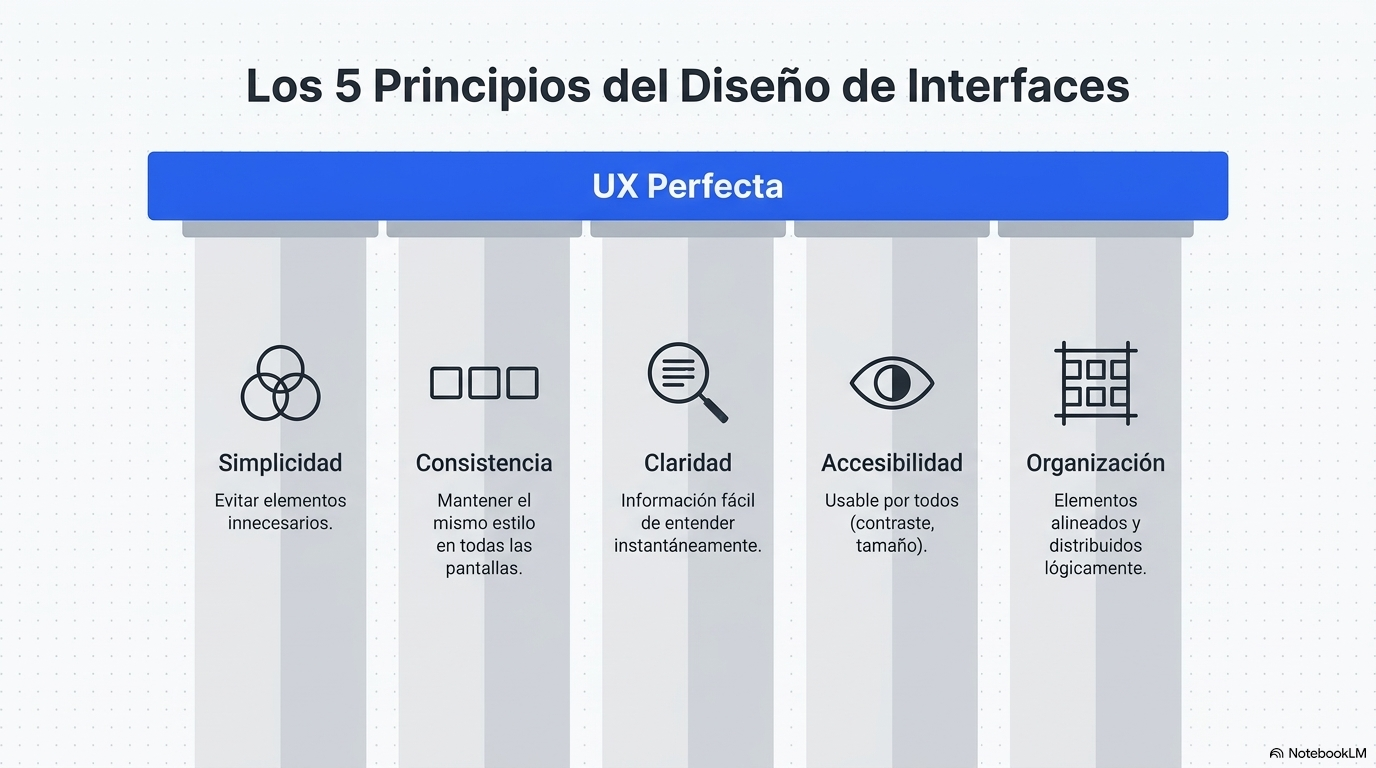 Los 5 Principios del Diseño de Interfaces
UX Perfecta
Simplicidad
Evitar elementos
innecesarios.
Consistencia
Mantener el
mismo estilo
en todas las
pantallas.
Claridad
Información fácil
de entender
instantáneamente.
Accesibilidad
Usable por todos
(contraste,
tamaño).
Organización
Elementos
alineados y
distribuidos
lógicamente.
NotebookLM